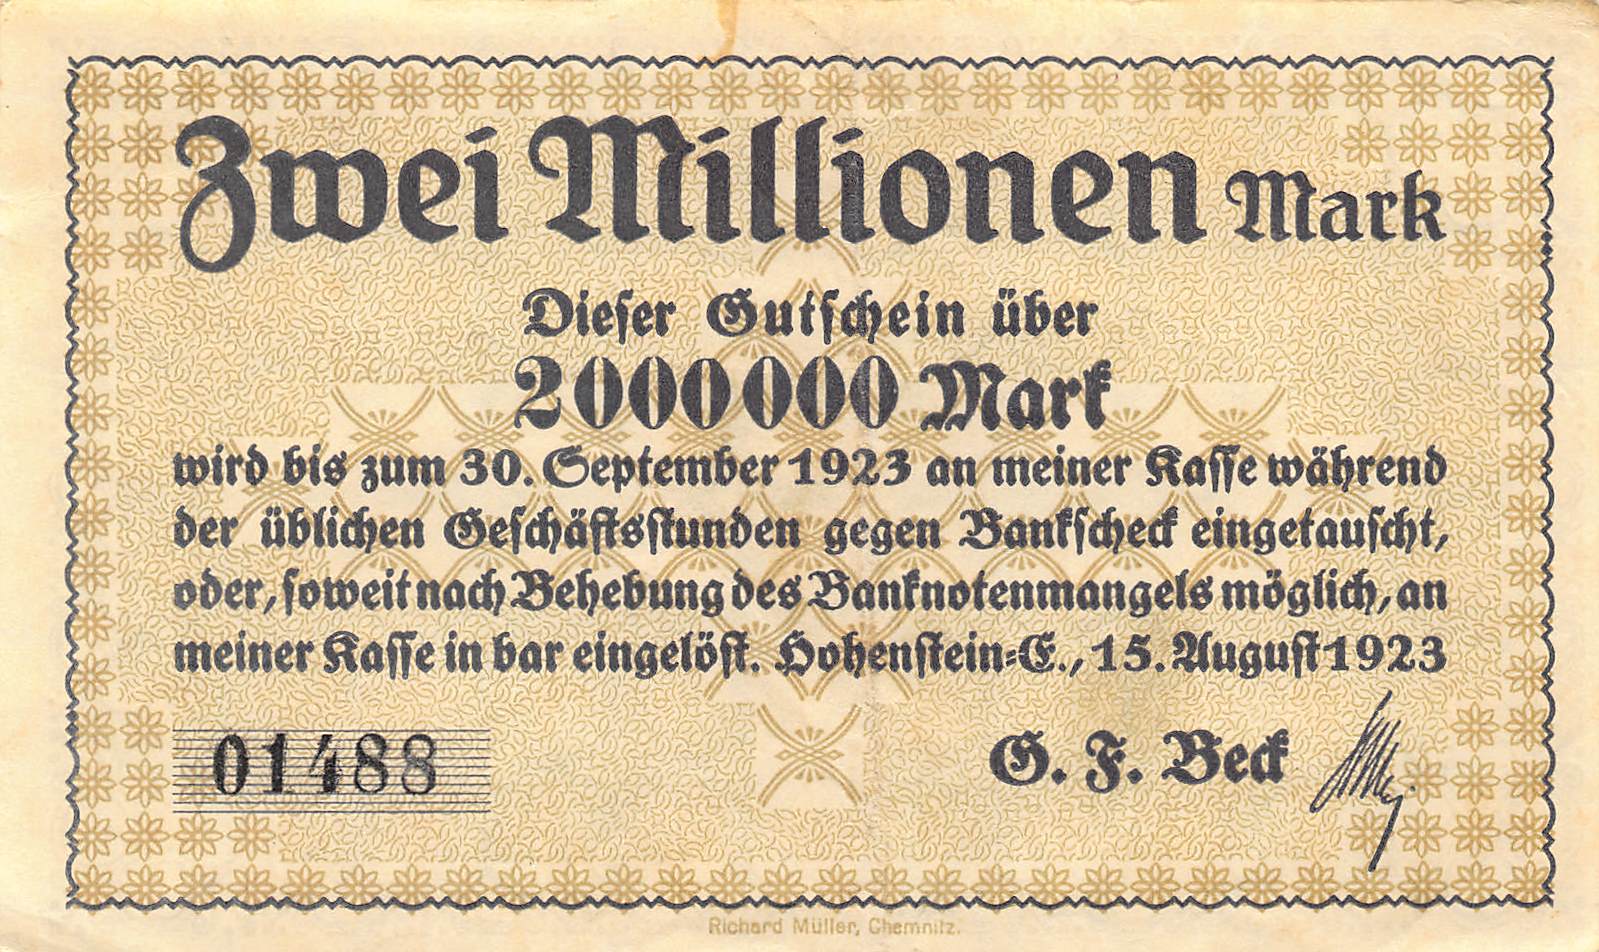 Zwei Millionen Mark
Dieser Gutschein über
2000000 Mark
wird bis zum 30. September 1923 an meiner Kasse während
der üblichen Geschäftsstunden gegen Bankscheck eingetauscht,
oder, soweit nach Behebung des Banknotenmangels möglich, an
meiner Kasse in bar eingelöst. Hohenstein-E., 15. August 1923
01488
G. F. Beck
Richard Müller, Chemnitz.